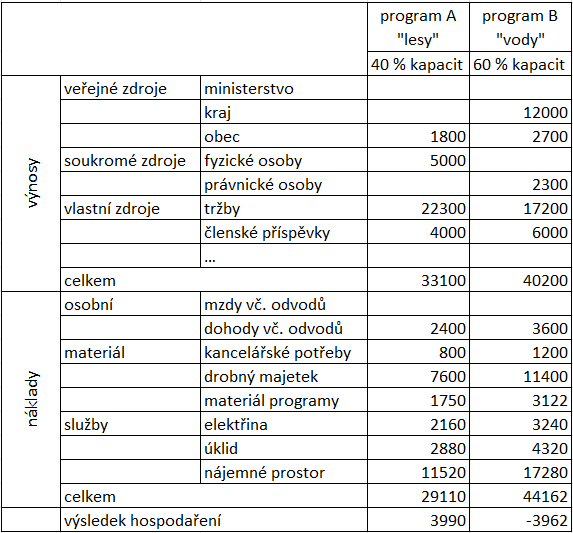 program A program B
"lesy" "vody"
40 % kapacit 60 % kapacit
výnosy
veřejné zdroje ministerstvo
kraj 12000
obec 1800 2700
soukromé zdroje fyzické osoby 5000
právnické osoby 2300
vlastní zdroje tržby 22300 17200
členské příspěvky 4000 6000
...
celkem 33100 40200
náklady
osobní mzdy vč. odvodů
dohody vč. odvodů 2400 3600
materiál kancelářské potřeby 800 1200
drobný majetek 7600 11400
materiál programy 1750 3122
služby elektřina 2160 3240
úklid 2880 4320
nájemné prostor 11520 17280
celkem 29110 44162
výsledek hospodaření 3990 -3962